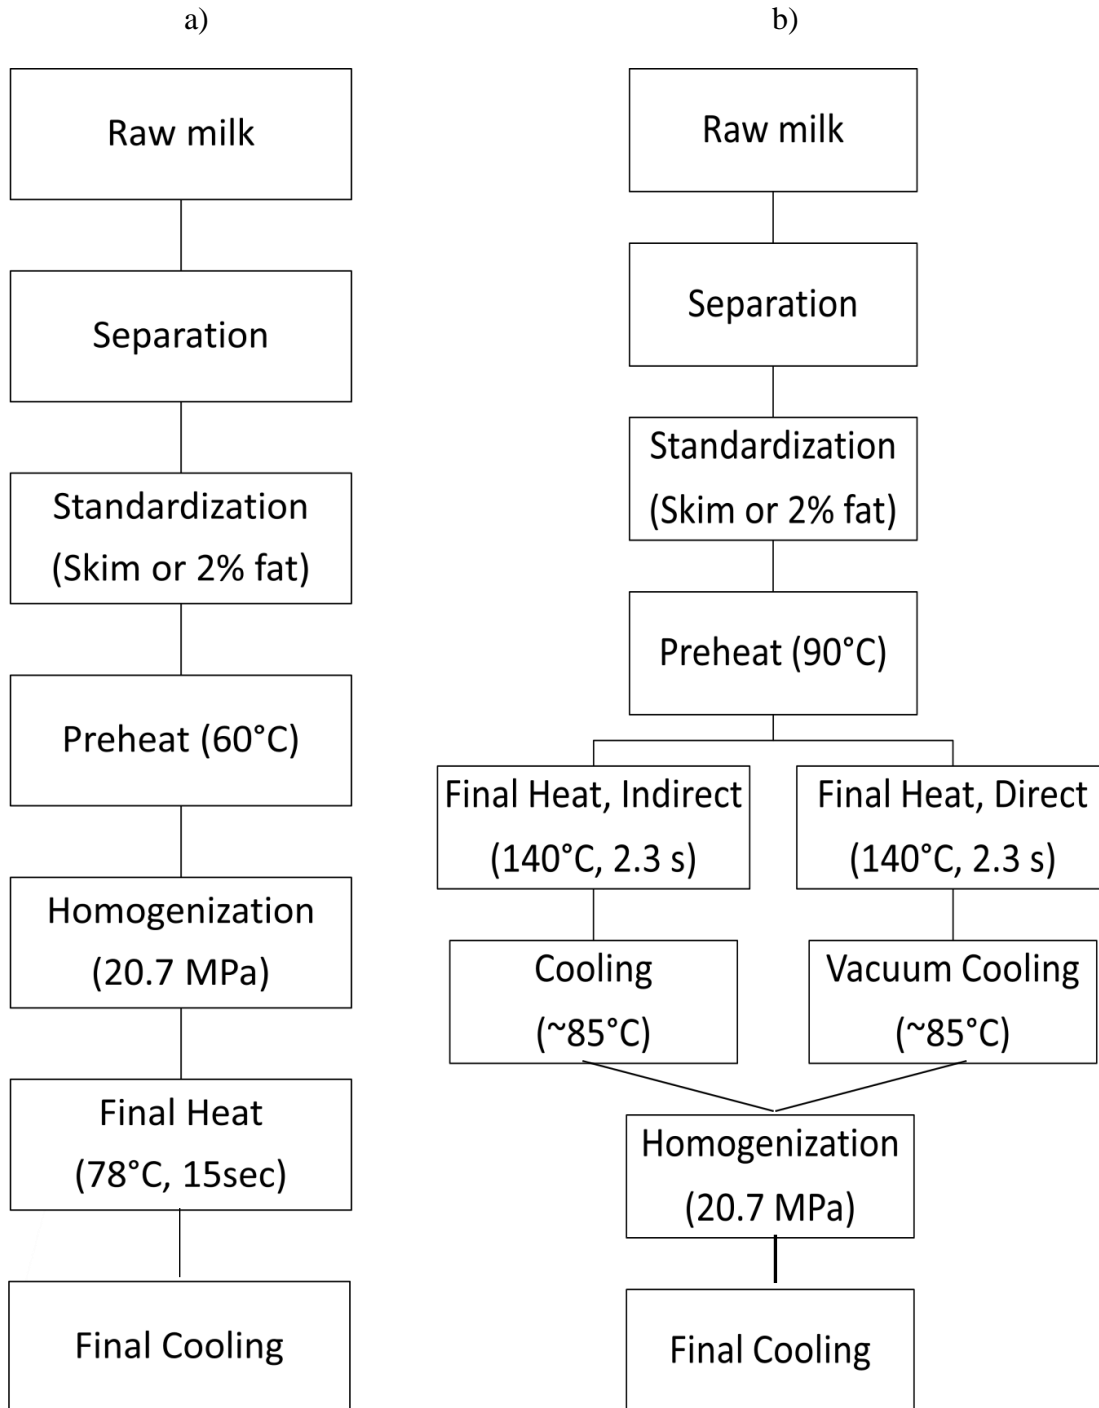 a)
Raw milk
Separation
Standardization
(Skim or 2% fat)
Preheat (60°C)
Homogenization
(20.7 MPa)
Final Heat
(78°C, 15sec)
Final Cooling
b)
Raw milk
Separation
Standardization
(Skim or 2% fat)
Preheat (90°C)
Final Heat, Indirect
(140°C, 2.3 s)
Final Heat, Direct
(140°C, 2.3 s)
Cooling
(~85°C)
Vacuum Cooling
(~85°C)
Homogenization
(20.7 MPa)
Final Cooling